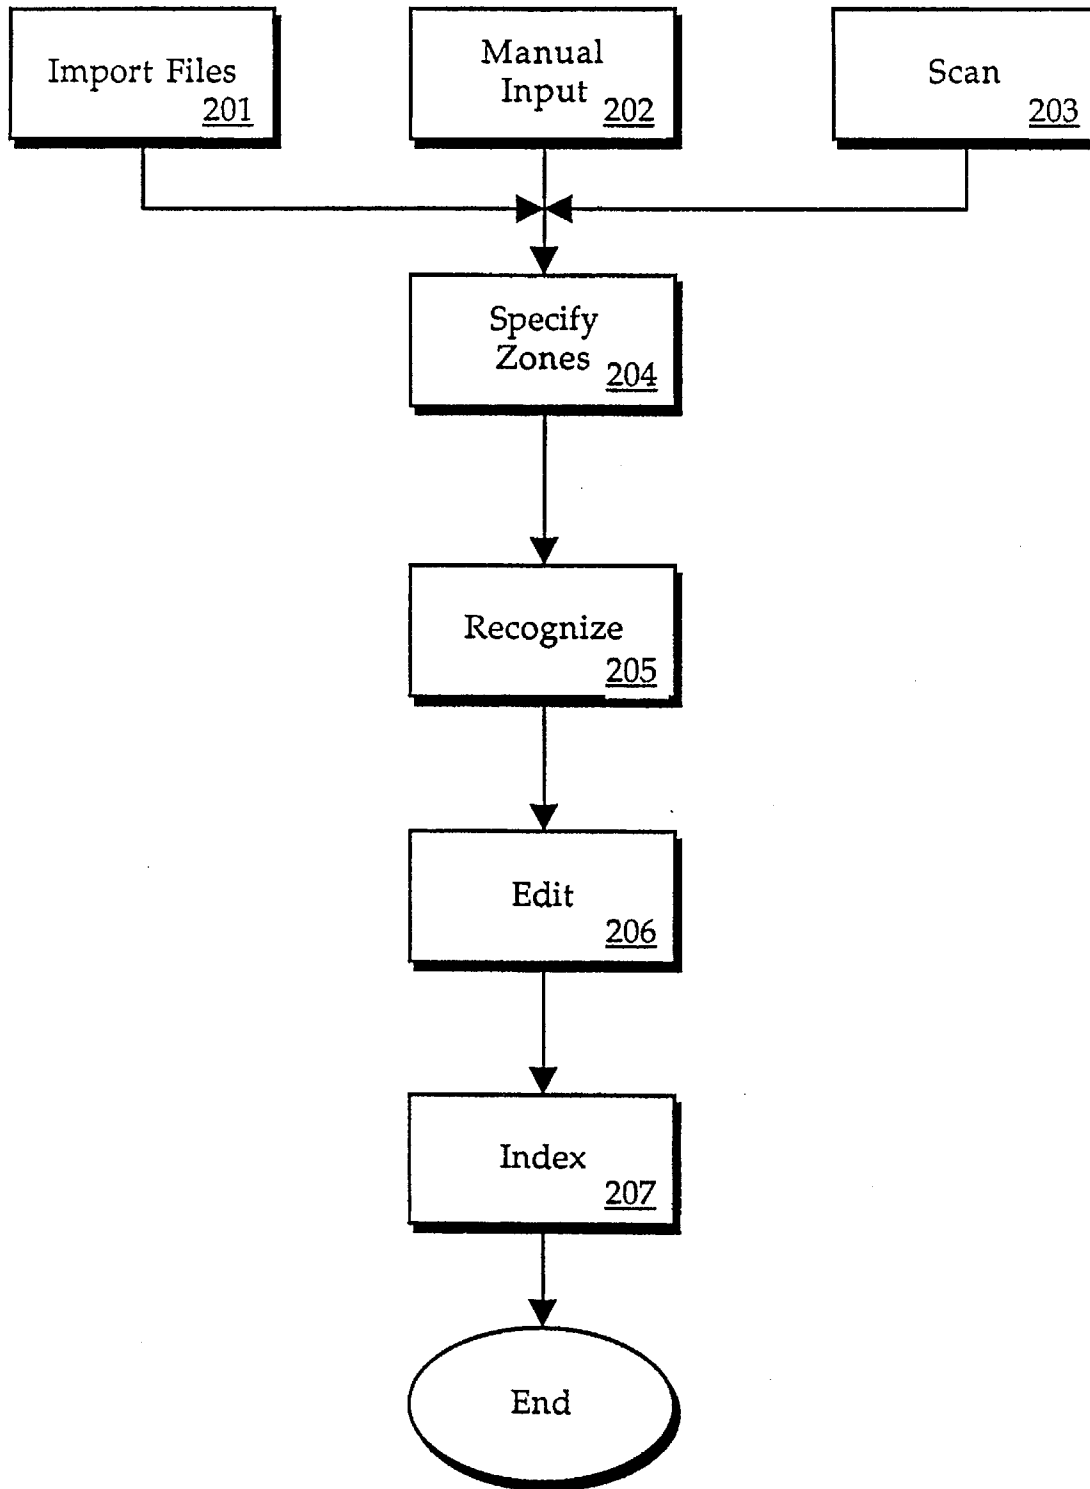 Import Files
201
Manual
Input
202
Scan
203
Specify
Zones
204
Recognize
205
Edit
206
Index
207
End